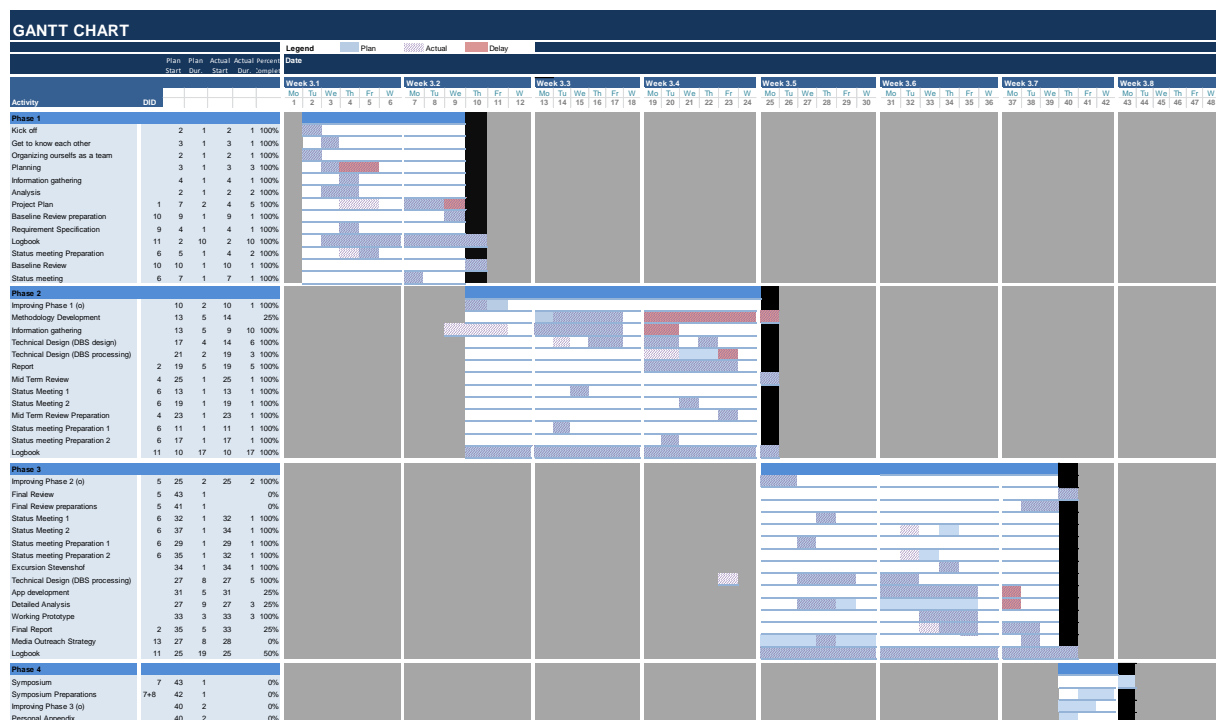 GANTT CHART
Legend Plan Actual Delay
Plan Plan Actual Actual Percent Date
Start Dur. Start Dur.
Week 3.1 Week 3.2 Week 3.3 Week 3.4 Week 3.5 Week 3.6 Week 3.7 Week 3.8
Mo Tu We Th Fr W Mo Tu We Th Fr W Mo Tu We Th Fr W Mo Tu We Th Fr W Mo Tu We Th Fr W Mo Tu We Th Fr W Mo Tu We Th Fr W Mo Tu We Th Fr W
Activity DID 1 2 3 4 5 6 7 8 9 10 11 12 13 14 15 16 17 18 19 20 21 22 23 24 25 26 27 28 29 30 31 32 33 34 35 36 37 38 39 40 41 42 43 44 45 46 47 48
Phase 1
Kick off 2 1 2 1 100%
Get to know each other 3 1 3 1 100%
Organizing ourselfs as a team 2 1 2 1 100%
Planning 3 1 3 3 100%
Information gathering 4 1 4 1 100%
Analysis 2 1 2 2 100%
Project Plan 1 7 2 4 5 100%
Baseline Review preparation 10 9 1 9 1 100%
Requirement Specification 9 4 1 4 1 100%
Logbook 11 2 10 2 10 100%
Status meeting Preparation 6 5 1 4 2 100%
Baseline Review 10 10 1 10 1 100%
Status meeting 6 7 1 7 1 100%
Phase 2
Improving Phase 1 (o) 10 2 10 1 100%
Methodology Development 13 5 14 25%
Information gathering 13 5 9 10 100%
Technical Design (DBS design) 17 4 14 6 100%
Technical Design (DBS processing) 21 2 19 3 100%
Report 2 19 5 19 5 100%
Mid Term Review 4 25 1 25 1 100%
Status Meeting 1 6 13 1 13 1 100%
Status Meeting 2 6 19 1 19 1 100%
Mid Term Review Preparation 4 23 1 23 1 100%
Status meeting Preparation 1 6 11 1 11 1 100%
Status meeting Preparation 2 6 17 1 17 1 100%
Logbook 11 10 17 10 17 100%
Phase 3
Improving Phase 2 (o) 5 25 2 25 2 100%
Final Review 5 43 1 0%
Final Review preparations 5 41 1 0%
Status Meeting 1 6 32 1 32 1 100%
Status Meeting 2 6 37 1 34 1 100%
Status meeting Preparation 1 6 29 1 29 1 100%
Status meeting Preparation 2 6 35 1 32 1 100%
Excursion Stevenshof 34 1 34 1 100%
Technical Design (DBS processing) 27 8 27 5 100%
App development 31 5 31 25%
Detailed Analysis 27 9 27 3 25%
Working Prototype 33 3 33 3 100%
Final Report 2 35 5 33 25%
Media Outreach Strategy 13 27 8 28 0%
Logbook 11 25 19 25 50%
Phase 4
Symposium 7 43 1 0%
Symposium Preparations 7+8 42 1 0%
Improving Phase 3 (o) 40 2 0%
Personal Appendix 40 2 0%